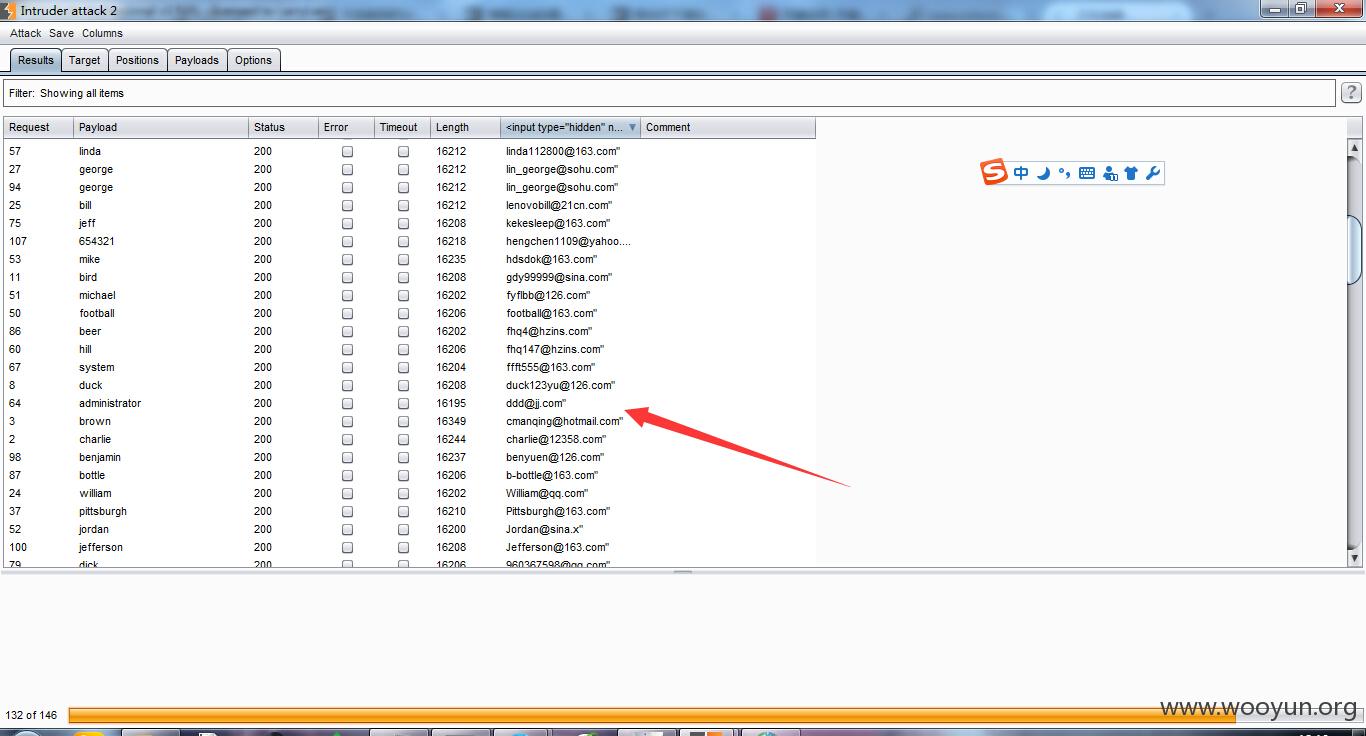 Intruder attack 2
Attack Save Columns
Results Target Positions Payloads Options
Filter: Showing all items ?
Request Payload Status Error Timeout Length <input type="hidden" n... Comment
57 linda 200 16212 linda112800@163.com"
27 george 200 16212 lin_george@sohu.com"
94 george 200 16212 lin_george@sohu.com"
25 bill 200 16212 lenovobill@21cn.com"
75 jeff 200 16208 kekesleep@163.com"
107 654321 200 16218 hengchen1109@yahoo....
53 mike 200 16235 hdsdok@163.com"
11 bird 200 16208 gdy99999@sina.com"
51 michael 200 16202 fyflbb@126.com"
50 football 200 16206 football@163.com"
86 beer 200 16202 fhq4@hzins.com"
60 hill 200 16206 fhq147@hzins.com"
67 system 200 16204 ffft555@163.com"
8 duck 200 16208 duck123yu@126.com"
64 administrator 200 16195 ddd@jj.com"
3 brown 200 16349 cmanqing@hotmail.com"
2 charlie 200 16244 charlie@12358.com"
98 benjamin 200 16237 benyuen@126.com"
87 bottle 200 16206 b-bottle@163.com"
24 william 200 16202 William@qq.com"
37 pittsburgh 200 16210 Pittsburgh@163.com"
52 jordan 200 16200 Jordan@sina.x"
100 jefferson 200 16208 Jefferson@163.com"
79 dick 200 16206 960367598@qq.com"
S 中
132 of 146
www.wooyun.org